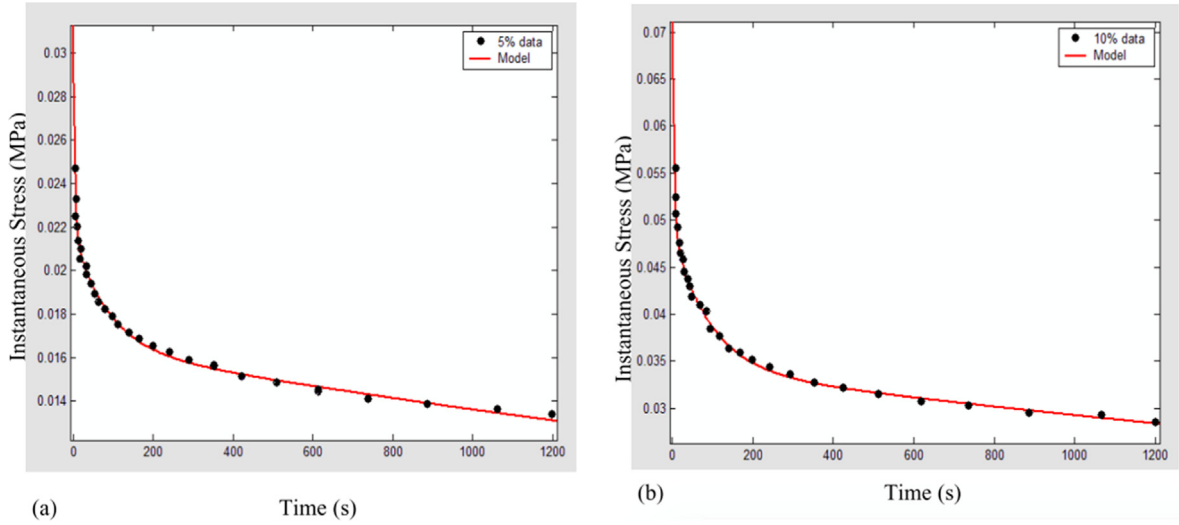 0.03
0.028
0.026
0.024
0.022
0.02
0.018
0.016
0.014
0 200 400 600 800 1000 1200
Instantaneous Stress (MPa)
5% data
Model
(a) Time (s)
0.07
0.065
0.06
0.055
0.05
0.045
0.04
0.035
0.03
0 200 400 600 800 1000 1200
Instantaneous Stress (MPa)
10% data
Model
(b) Time (s)